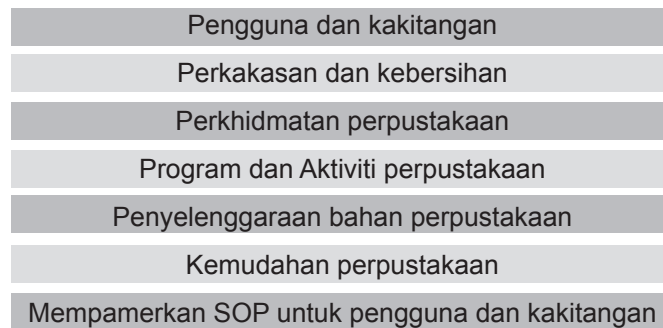 Pengguna dan kakitangan
Perkakasan dan kebersihan
Perkhidmatan perpustakaan
Program dan Aktiviti perpustakaan
Penyelenggaraan bahan perpustakaan
Kemudahan perpustakaan
Mempamerkan SOP untuk pengguna dan kakitangan